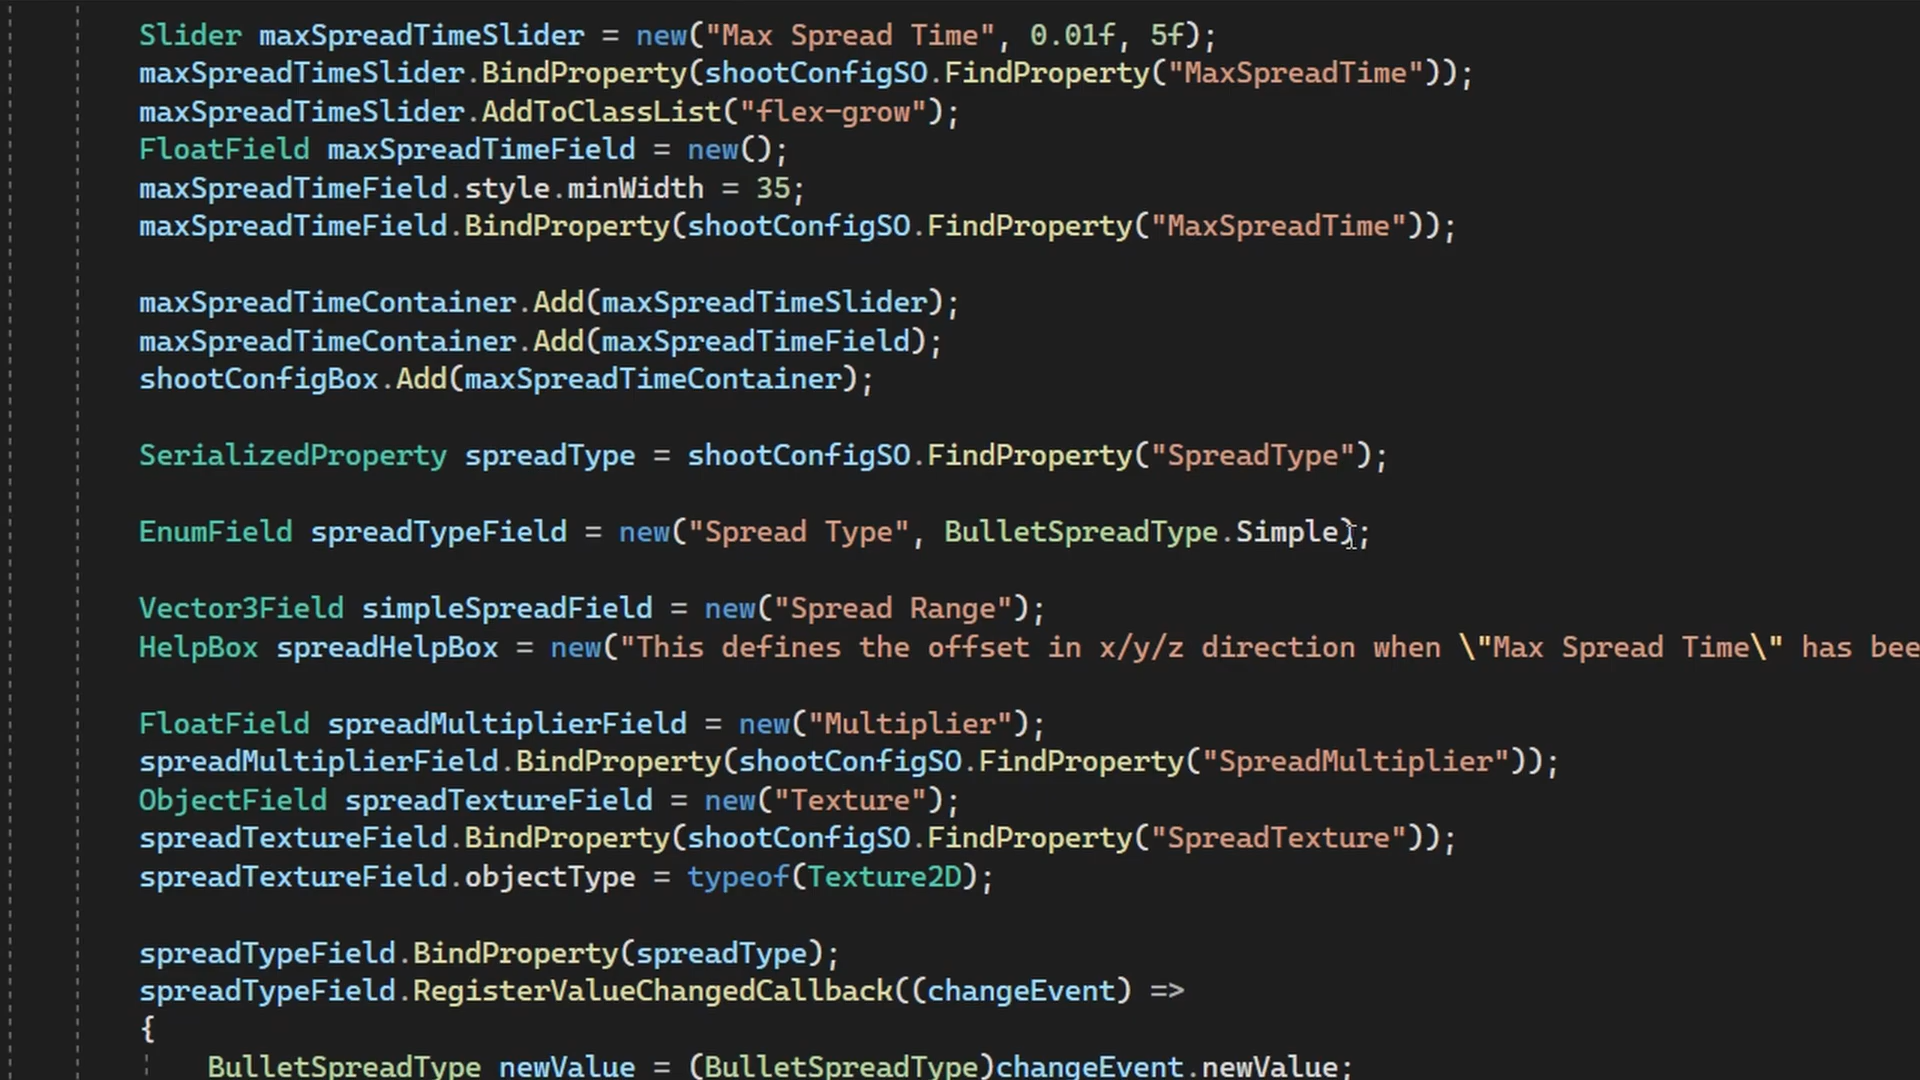 Slider maxSpreadTimeSlider = new("Max Spread Time", 0.01f, 5f);
maxSpreadTimeSlider.BindProperty(shootConfigSO.FindProperty("MaxSpreadTime"));
maxSpreadTimeSlider.AddToClassList("flex-grow");
FloatField maxSpreadTimeField = new();
maxSpreadTimeField.style.minWidth = 35;
maxSpreadTimeField.BindProperty(shootConfigSO.FindProperty("MaxSpreadTime"));
maxSpreadTimeContainer.Add(maxSpreadTimeSlider);
maxSpreadTimeContainer.Add(maxSpreadTimeField);
shootConfigBox.Add(maxSpreadTimeContainer);
SerializedProperty spreadType = shootConfigSO.FindProperty("SpreadType");
EnumField spreadTypeField = new("Spread Type", BulletSpreadType.Simple);
Vector3Field simpleSpreadField = new("Spread Range");
HelpBox spreadHelpBox = new("This defines the offset in x/y/z direction when \"Max Spread Time\" has bee
FloatField spreadMultiplierField = new("Multiplier");
spreadMultiplierField.BindProperty(shootConfigSO.FindProperty("SpreadMultiplier"));
ObjectField spreadTextureField = new("Texture");
spreadTextureField.BindProperty(shootConfigSO.FindProperty("SpreadTexture"));
spreadTextureField.objectType = typeof(Texture2D);
spreadTypeField.BindProperty(spreadType);
spreadTypeField.RegisterValueChangedCallback((changeEvent) =>
{
BulletSpreadType newValue = (BulletSpreadType)changeEvent.newValue;